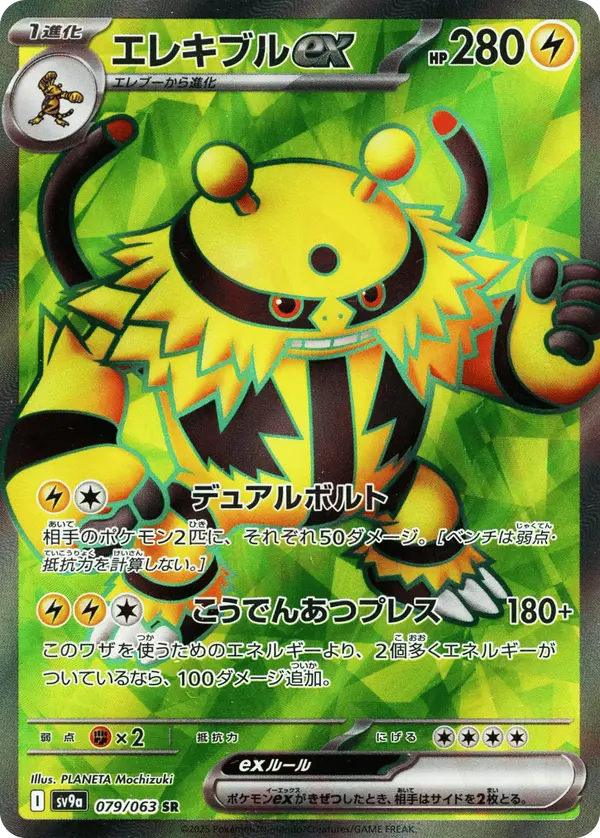 1進化
エレキブルex
HP280
エレブーから進化
デュアルボルト
相手のポケモン2匹に、それぞれ50ダメージ。[ベンチは弱点・
抵抗力を計算しない。]
こうでんあつプレス 180+
このワザを使うためのエネルギーより、2個多くエネルギーが
ついているなら、100ダメージ追加。
弱点 ×2 抵抗力 にげる
exルール
ポケモンexがきぜつしたとき、相手はサイドを2枚とる。
Illus. PLANETA Mochizuki
I sv9a 079/063 SR
©2025 Pokémon/Nintendo/Creatures/GAME FREAK.